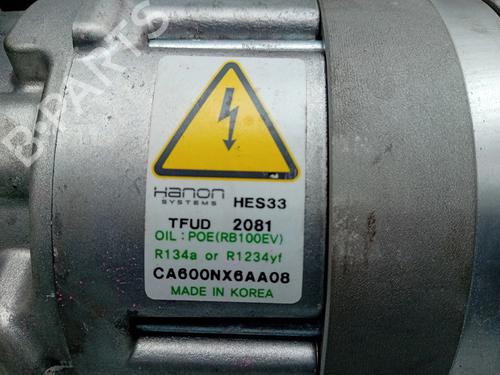 B-PARTS
Hanon
SYSTEMS
HES33
TFUD 2081
OIL : POE(RB100EV)
R134a or R1234yf
CA600NX6AA08
MADE IN KOREA